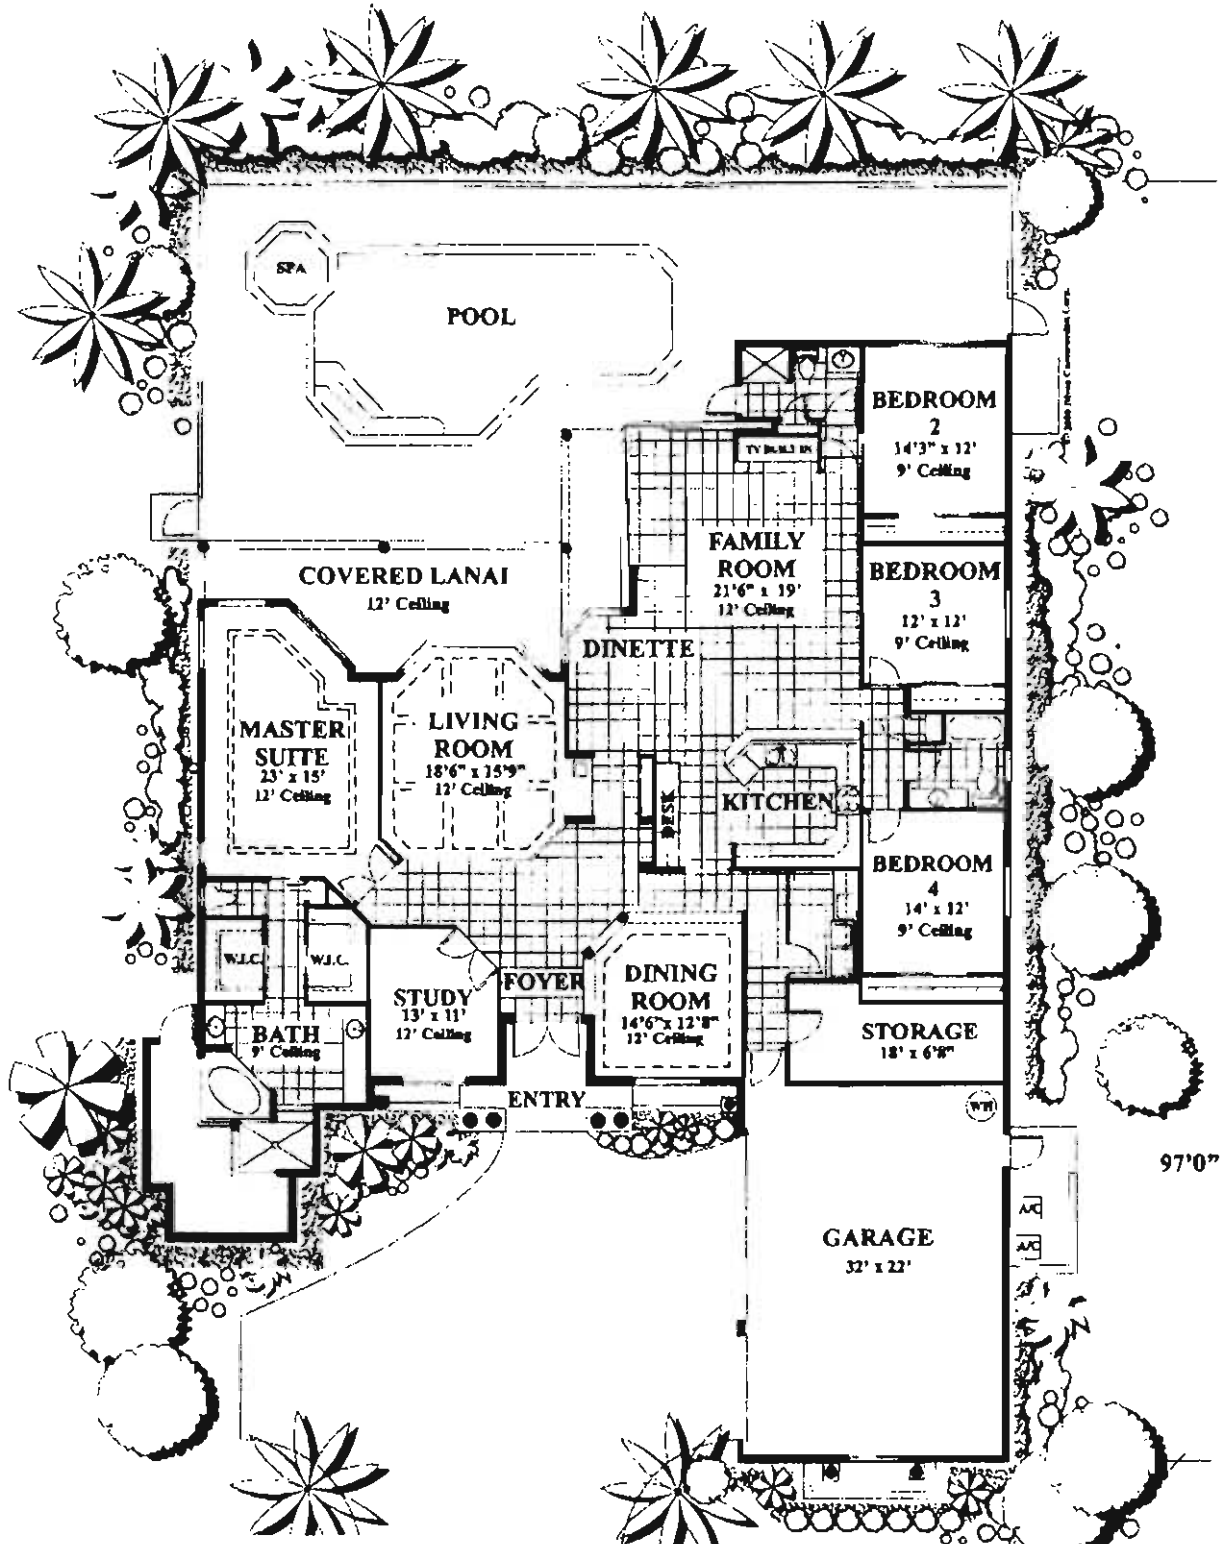 SPA
POOL
BEDROOM
2
14'3" x 12'
9' Ceiling
TV BUILT IN
FAMILY
ROOM
21'6" x 19'
12' Ceiling
COVERED LANAI
12' Ceiling
BEDROOM
3
12' x 12'
9' Ceiling
DINETTE
MASTER
SUITE
23' x 15'
12' Ceiling
LIVING
ROOM
18'6" x 15'9"
12' Ceiling
DESK
KITCHEN
BEDROOM
4
14' x 12'
9' Ceiling
W.I.C.
W.I.C.
FOYER
STUDY
13' x 11'
12' Ceiling
DINING
ROOM
14'6" x 12'8"
12' Ceiling
BATH
9' Ceiling
STORAGE
18' x 6'8"
ENTRY
WH
97'0"
A/C
A/C
GARAGE
32' x 22'